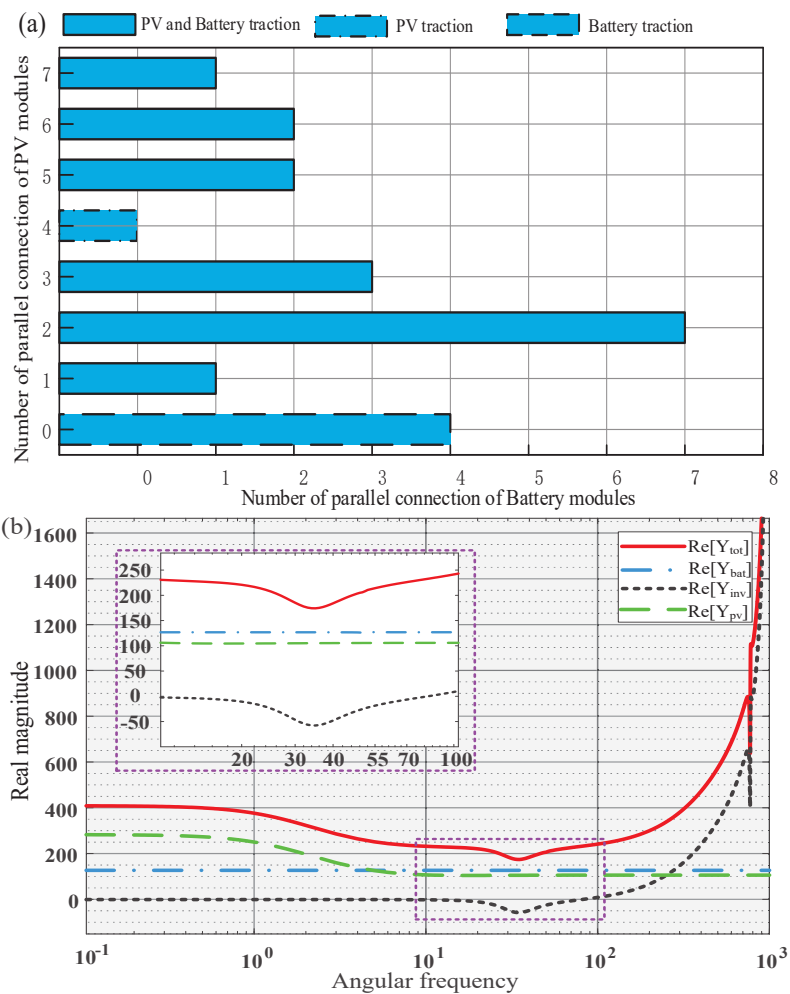 (a) PV and Battery traction PV traction Battery traction
Number of parallel connection of PV modules
7
6
5
4
3
2
1
0
0 1 2 3 4 5 6 7 8
Number of parallel connection of Battery modules
(b)
Real magnitude
1600
1400
1200
1000
800
600
400
200
0
Re[Y_tot]
Re[Y_bat]
Re[Y_inv]
Re[Y_pv]
250
200
150
100
50
0
-50
20 30 40 55 70 100
10^-1 10^0 10^1 10^2 10^3
Angular frequency